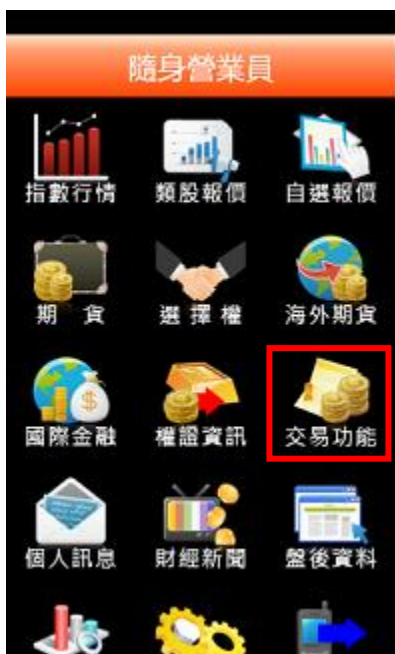 隨身營業員
指數行情 類股報價 自選報價
期 貨 選擇權 海外期貨
國際金融 權證資訊 交易功能
個人訊息 財經新聞 盤後資料